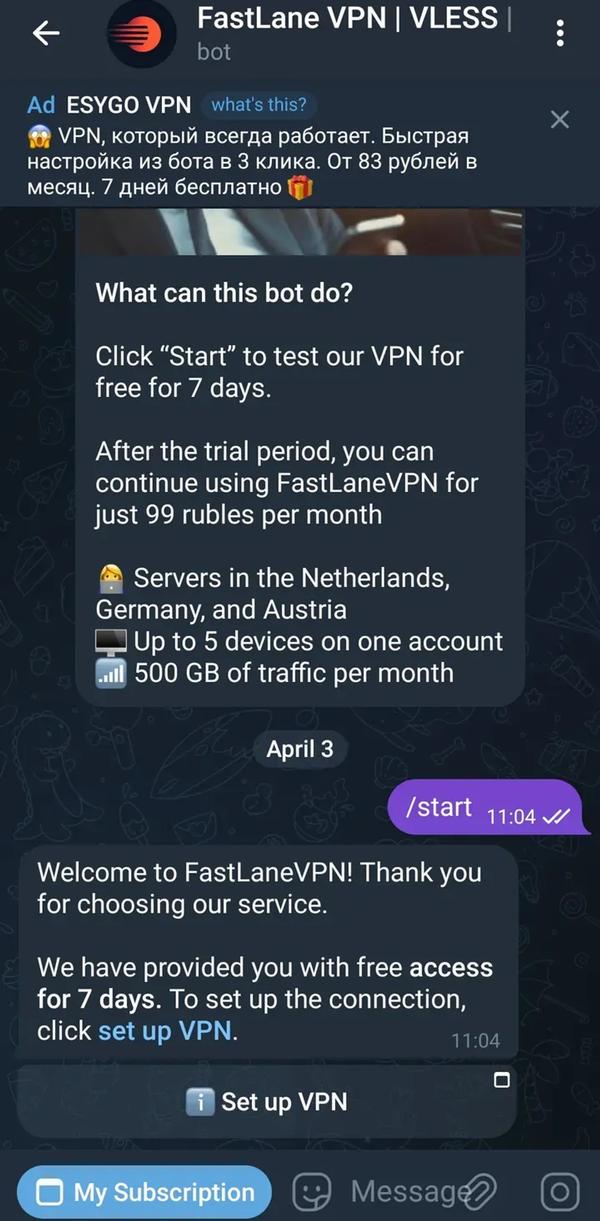 FastLane VPN | VLESS |
bot
Ad ESYGO VPN what's this?
😱 VPN, который всегда работает. Быстрая
настройка из бота в 3 клика. От 83 рублей в
месяц. 7 дней бесплатно 🎁
What can this bot do?
Click “Start” to test our VPN for
free for 7 days.
After the trial period, you can
continue using FastLaneVPN for
just 99 rubles per month
👩‍💻 Servers in the Netherlands,
Germany, and Austria
🖥 Up to 5 devices on one account
📶 500 GB of traffic per month
April 3
/start 11:04
Welcome to FastLaneVPN! Thank you
for choosing our service.
We have provided you with free access
for 7 days. To set up the connection,
click set up VPN.
11:04
ℹ️ Set up VPN
My Subscription
Message